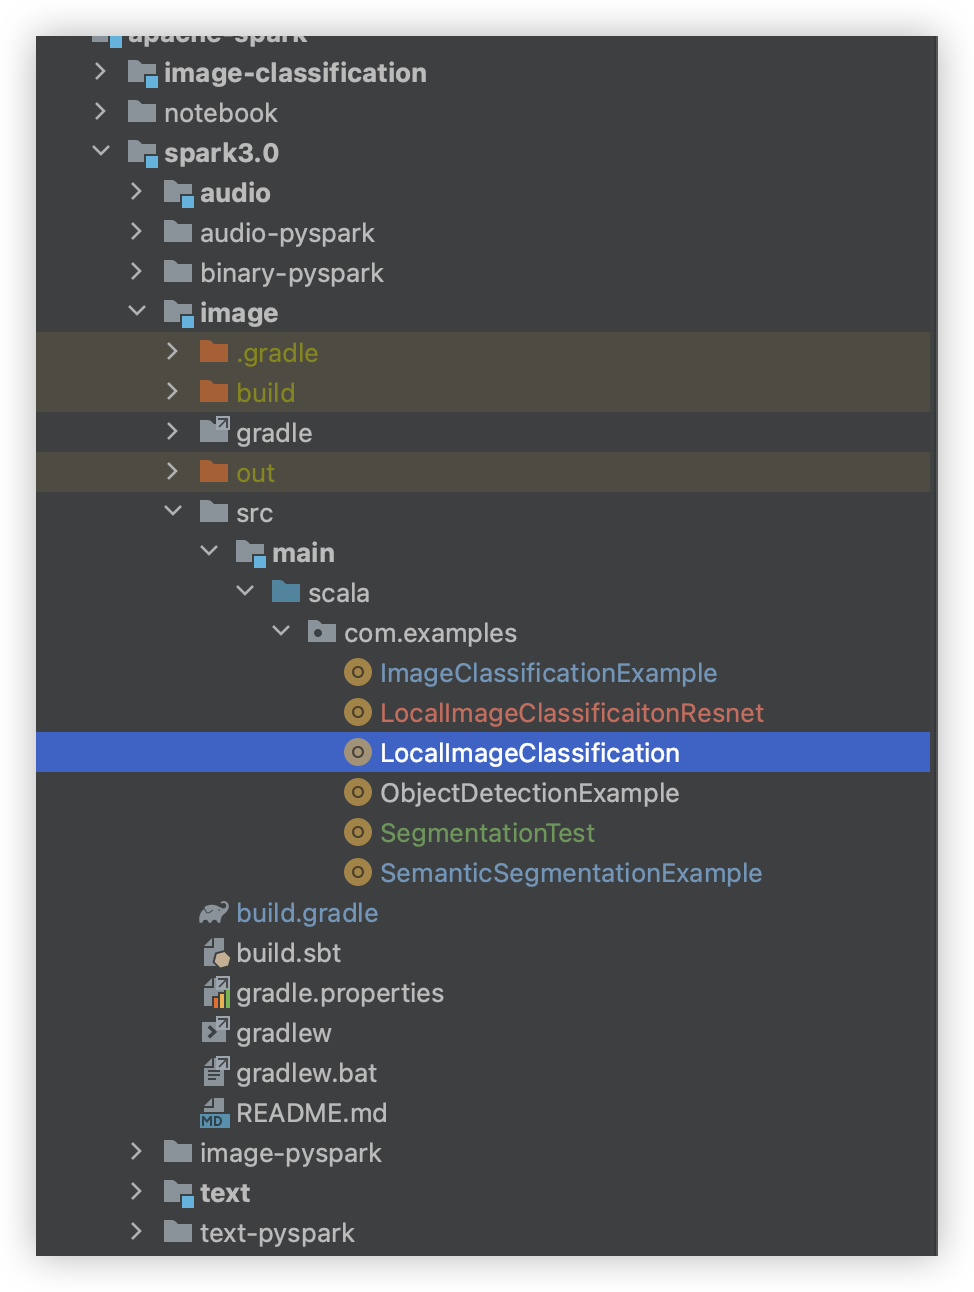 apache-spark
image-classification
notebook
spark3.0
audio
audio-pyspark
binary-pyspark
image
.gradle
build
gradle
out
src
main
scala
com.examples
ImageClassificationExample
LocalImageClassificaitonResnet
LocalImageClassification
ObjectDetectionExample
SegmentationTest
SemanticSegmentationExample
build.gradle
build.sbt
gradle.properties
gradlew
gradlew.bat
README.md
image-pyspark
text
text-pyspark